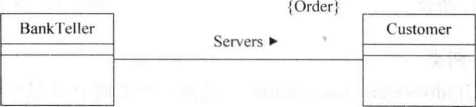 {Order}
BankTeller
Customer
Servers ►